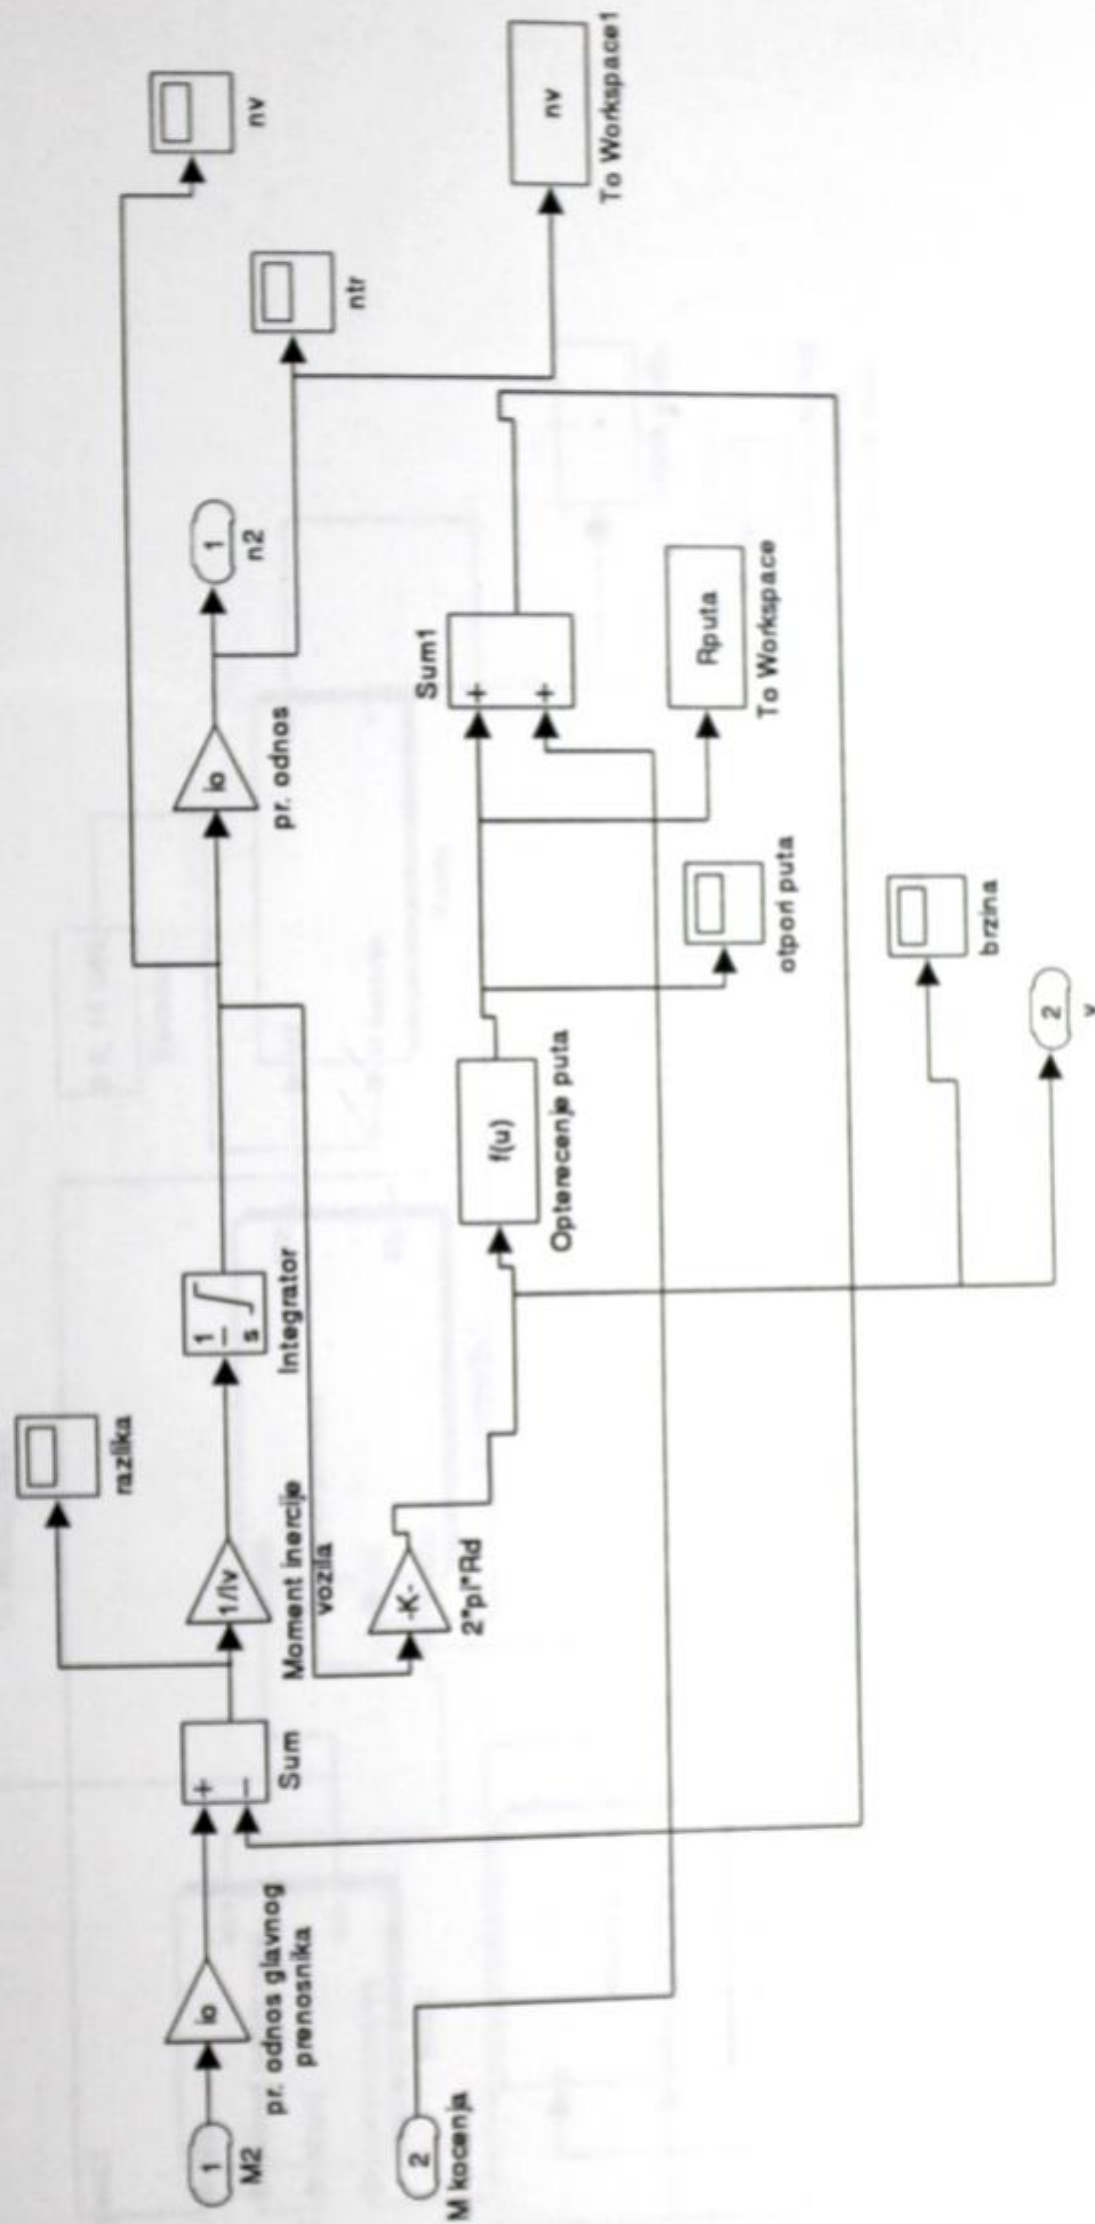 1
M2
io
pr. odnos glavnog
prenosnika
2
M kocenja
+
−
Sum
razlika
1/Iv
Moment inercije
vozila
1
s
Integrator
-K-
2*pi*Rd
f(u)
Opterecenje puta
io
pr. odnos
1
n2
nv
ntr
nv
To Workspace1
Sum1
+
+
Rputa
To Workspace
otpori puta
brzina
2
v